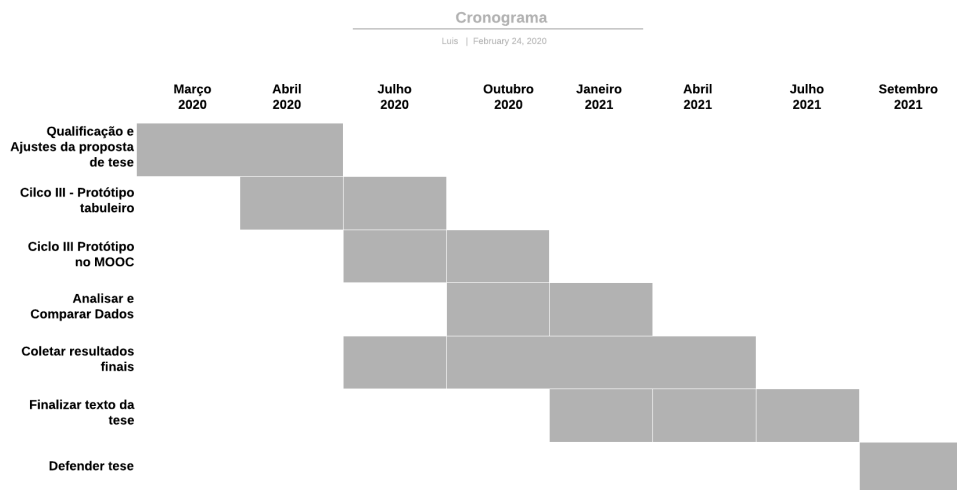 Cronograma
Luis | February 24, 2020
Março
2020
Abril
2020
Julho
2020
Outubro
2020
Janeiro
2021
Abril
2021
Julho
2021
Setembro
2021
Qualificação e
Ajustes da proposta
de tese
Cilco III - Protótipo
tabuleiro
Ciclo III Protótipo
no MOOC
Analisar e
Comparar Dados
Coletar resultados
finais
Finalizar texto da
tese
Defender tese